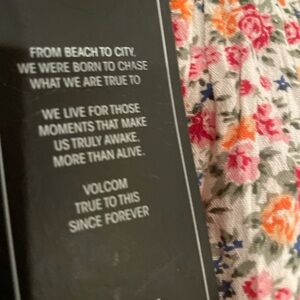 FROM BEACH TO CITY,
WE WERE BORN TO CHASE
WHAT WE ARE TRUE TO
WE LIVE FOR THOSE
MOMENTS THAT MAKE
US TRULY AWAKE.
MORE THAN ALIVE.
VOLCOM
TRUE TO THIS
SINCE FOREVER